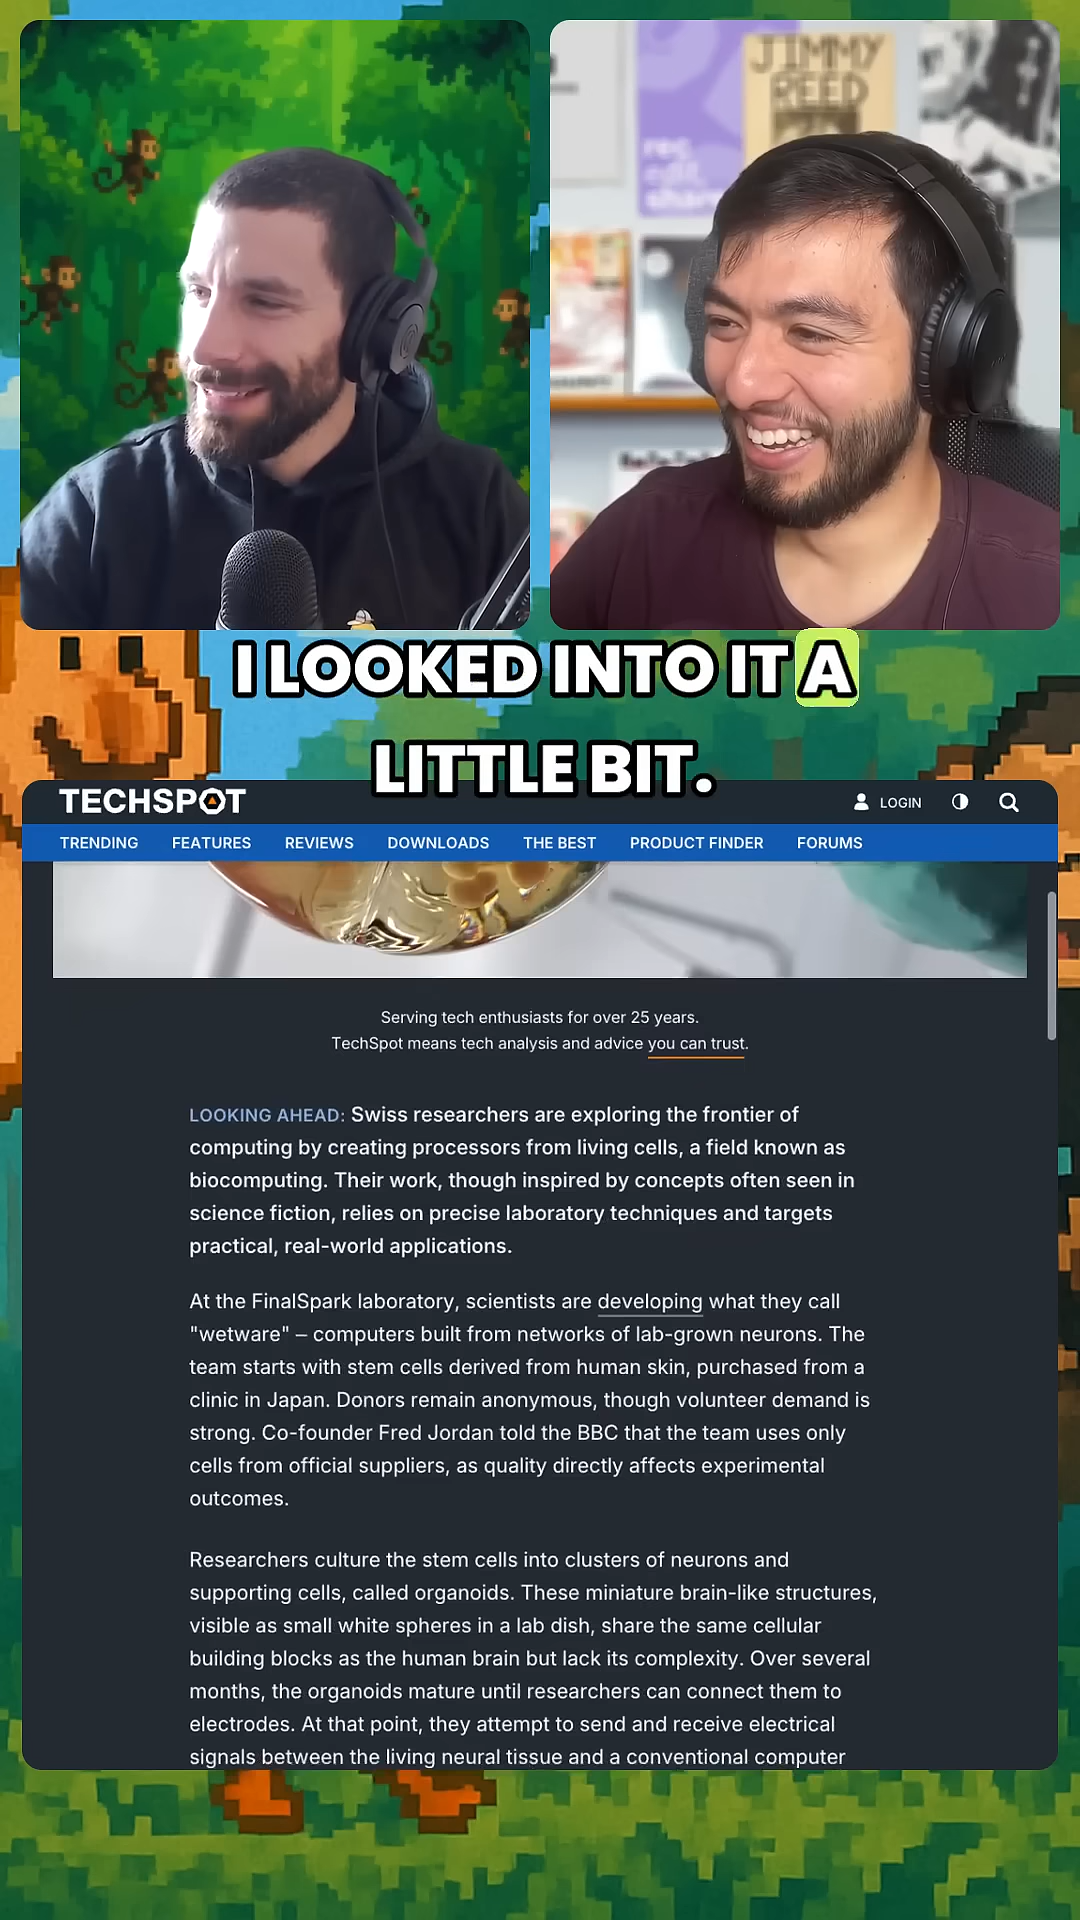 JIMMY
REED
rec
edit
share
I LOOKED INTO IT A
LITTLE BIT.
TECHSPOT
LOGIN
TRENDING FEATURES REVIEWS DOWNLOADS THE BEST PRODUCT FINDER FORUMS
Serving tech enthusiasts for over 25 years.
TechSpot means tech analysis and advice you can trust.
LOOKING AHEAD: Swiss researchers are exploring the frontier of
computing by creating processors from living cells, a field known as
biocomputing. Their work, though inspired by concepts often seen in
science fiction, relies on precise laboratory techniques and targets
practical, real-world applications.
At the FinalSpark laboratory, scientists are developing what they call
"wetware" – computers built from networks of lab-grown neurons. The
team starts with stem cells derived from human skin, purchased from a
clinic in Japan. Donors remain anonymous, though volunteer demand is
strong. Co-founder Fred Jordan told the BBC that the team uses only
cells from official suppliers, as quality directly affects experimental
outcomes.
Researchers culture the stem cells into clusters of neurons and
supporting cells, called organoids. These miniature brain-like structures,
visible as small white spheres in a lab dish, share the same cellular
building blocks as the human brain but lack its complexity. Over several
months, the organoids mature until researchers can connect them to
electrodes. At that point, they attempt to send and receive electrical
signals between the living neural tissue and a conventional computer